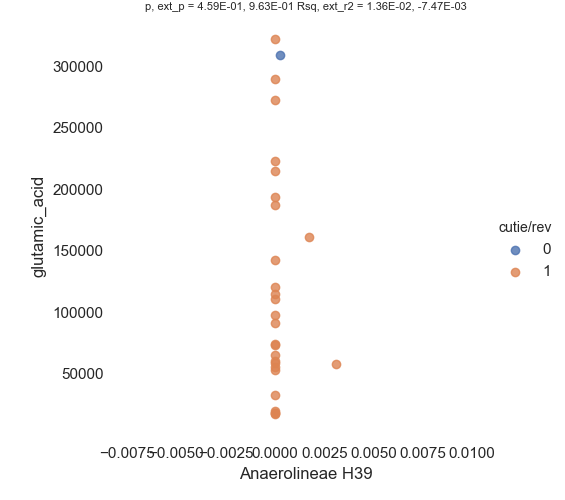 p, ext_p = 4.59E-01, 9.63E-01 Rsq, ext_r2 = 1.36E-02, -7.47E-03
300000
250000
200000
150000
100000
50000
glutamic_acid
cutie/rev
0
1
−0.0075 −0.0050 −0.0025 0.0000 0.0025 0.0050 0.0075 0.0100
Anaerolineae H39